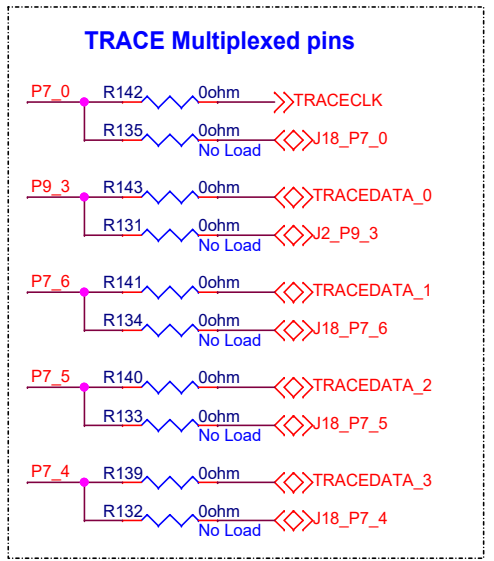 TRACE Multiplexed pins
P7_0 R142 0ohm TRACECLK
R135 0ohm J18_P7_0
No Load
P9_3 R143 0ohm TRACEDATA_0
R131 0ohm J2_P9_3
No Load
P7_6 R141 0ohm TRACEDATA_1
R134 0ohm J18_P7_6
No Load
P7_5 R140 0ohm TRACEDATA_2
R133 0ohm J18_P7_5
No Load
P7_4 R139 0ohm TRACEDATA_3
R132 0ohm J18_P7_4
No Load